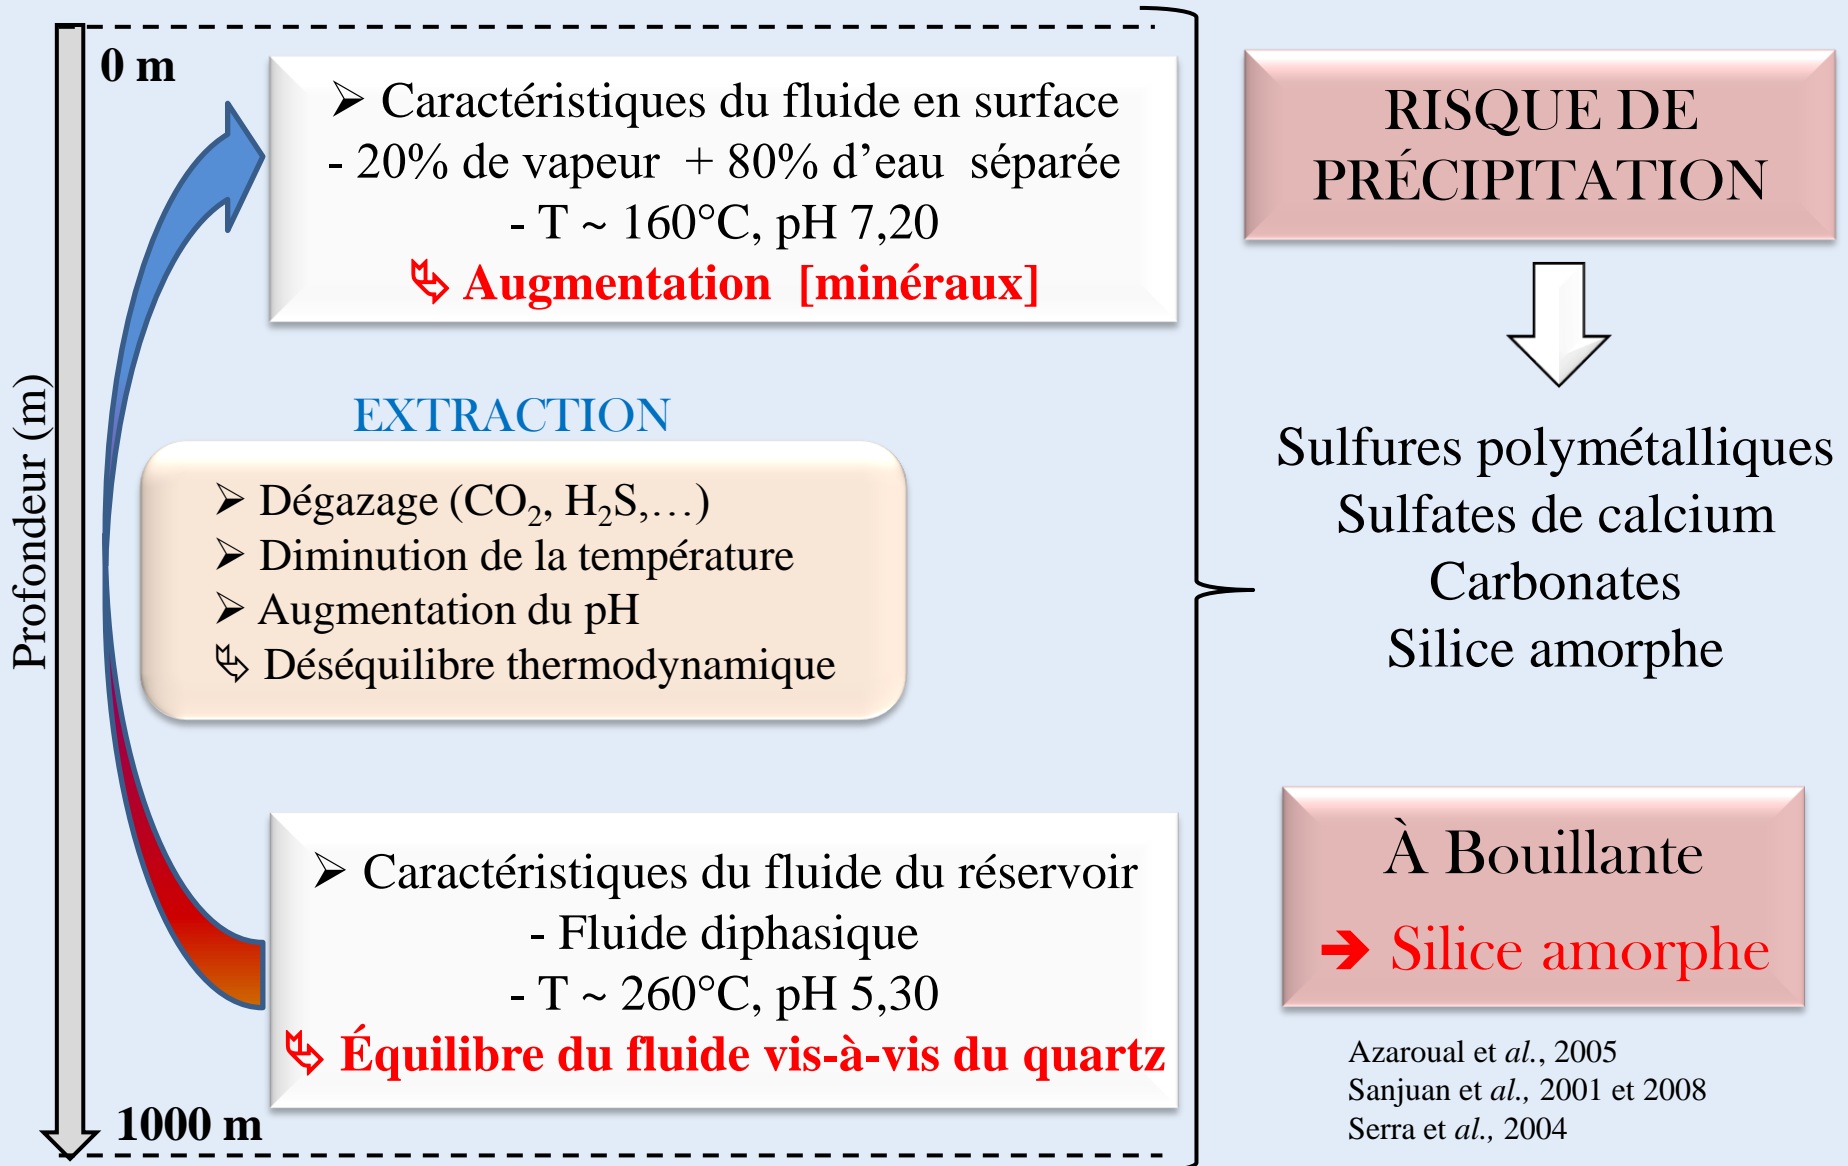 0 m
➢ Caractéristiques du fluide en surface
- 20% de vapeur + 80% d’eau séparée
- T ~ 160°C, pH 7,20
↳ Augmentation [minéraux]
Profondeur (m)
EXTRACTION
➢ Dégazage (CO₂, H₂S,…)
➢ Diminution de la température
➢ Augmentation du pH
↳ Déséquilibre thermodynamique
➢ Caractéristiques du fluide du réservoir
- Fluide diphasique
- T ~ 260°C, pH 5,30
↳ Équilibre du fluide vis-à-vis du quartz
1000 m
RISQUE DE
PRÉCIPITATION
Sulfures polymétalliques
Sulfates de calcium
Carbonates
Silice amorphe
À Bouillante
➔ Silice amorphe
Azaroual et al., 2005
Sanjuan et al., 2001 et 2008
Serra et al., 2004